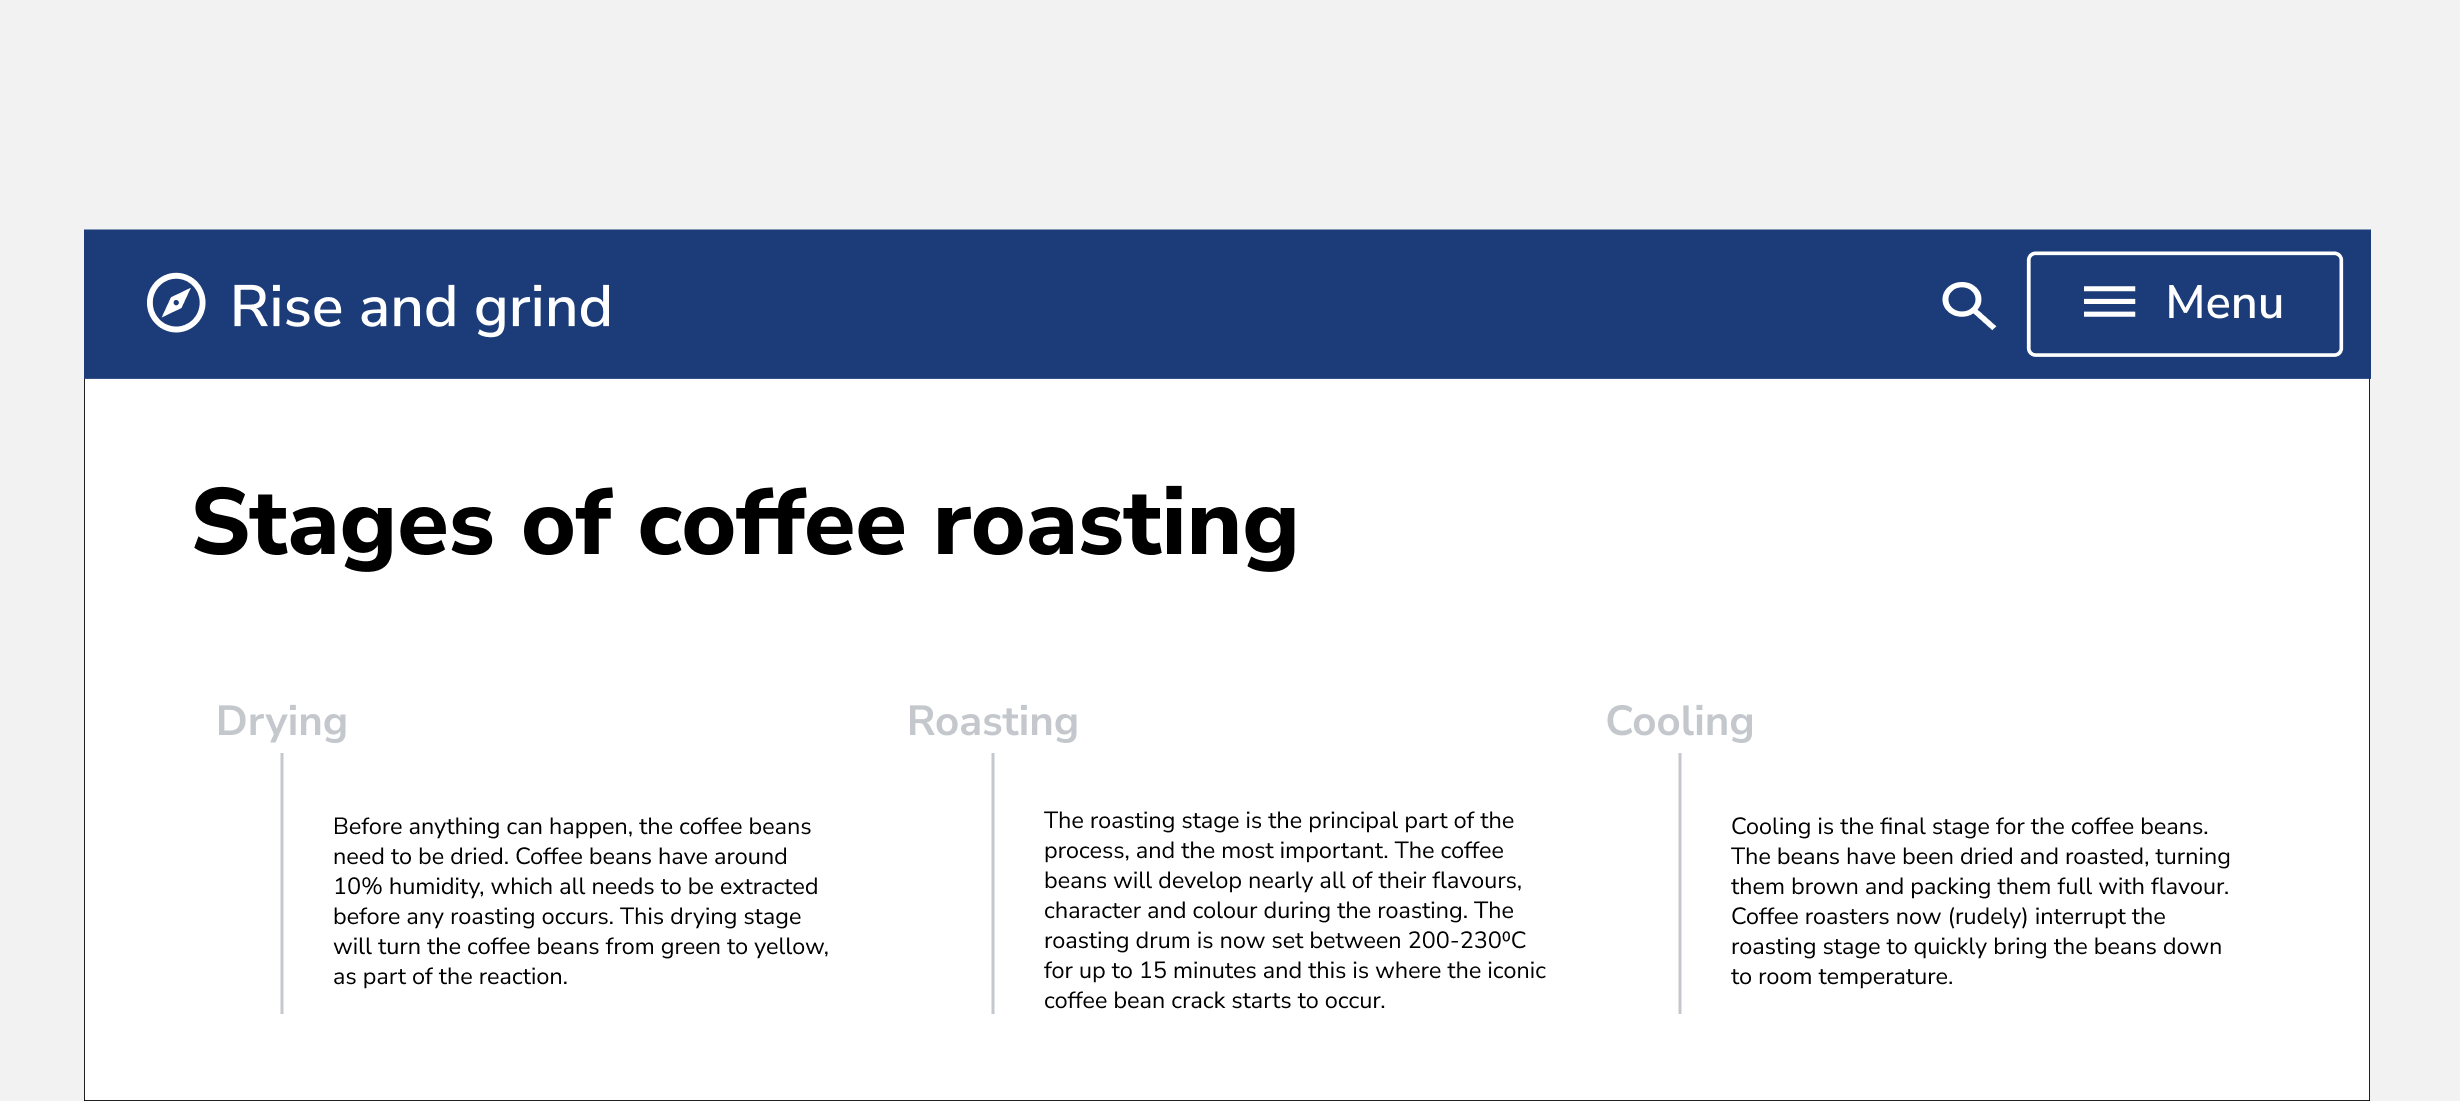 Rise and grind
Menu
Stages of coffee roasting
Drying
Before anything can happen, the coffee beans
need to be dried. Coffee beans have around
10% humidity, which all needs to be extracted
before any roasting occurs. This drying stage
will turn the coffee beans from green to yellow,
as part of the reaction.
Roasting
The roasting stage is the principal part of the
process, and the most important. The coffee
beans will develop nearly all of their flavours,
character and colour during the roasting. The
roasting drum is now set between 200-230⁰C
for up to 15 minutes and this is where the iconic
coffee bean crack starts to occur.
Cooling
Cooling is the final stage for the coffee beans.
The beans have been dried and roasted, turning
them brown and packing them full with flavour.
Coffee roasters now (rudely) interrupt the
roasting stage to quickly bring the beans down
to room temperature.